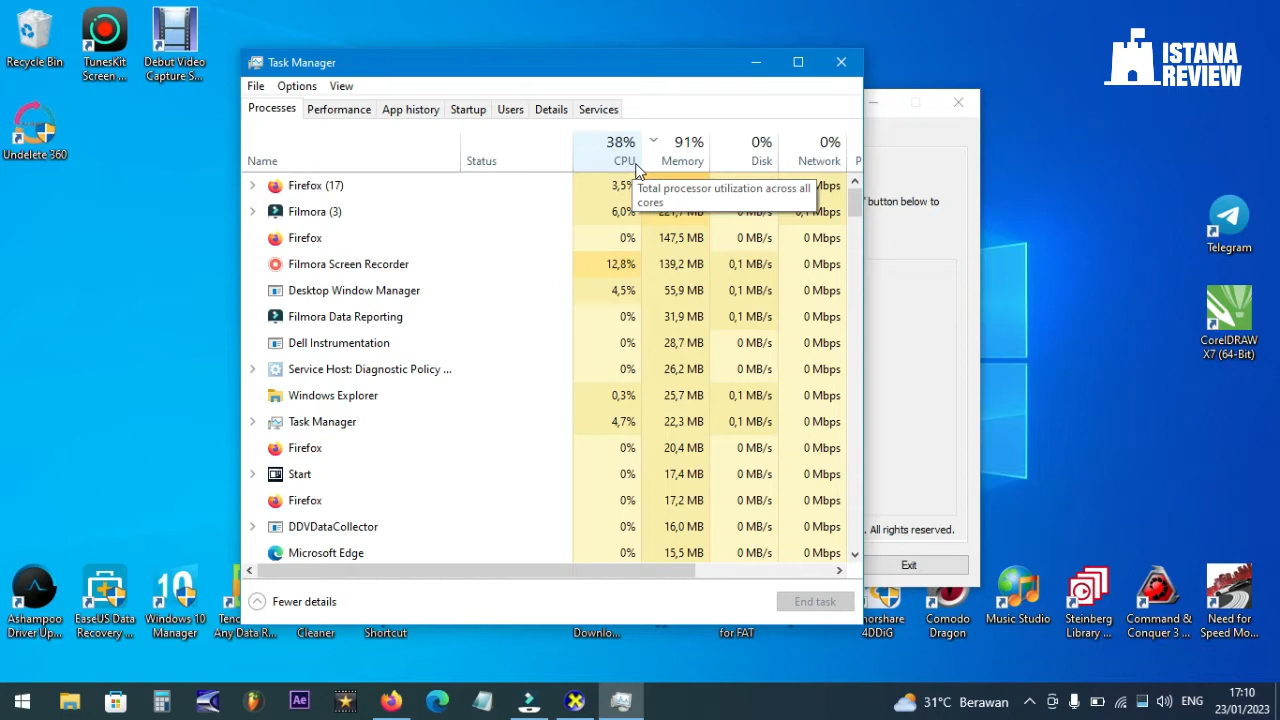 Recycle Bin
TunesKit
Screen ...
Debut Video
Capture S...
Undelete 360
ISTANA
REVIEW
Task Manager
File Options View
Processes Performance App history Startup Users Details Services
38% 91% 0% 0%
Name Status CPU Memory Disk Network P
Total processor utilization across all
cores
Firefox (17) 3,5% Mbps
Filmora (3) 6,0%
Firefox 0% 147,5 MB 0 MB/s 0 Mbps
Filmora Screen Recorder 12,8% 139,2 MB 0,1 MB/s 0 Mbps
Desktop Window Manager 4,5% 55,9 MB 0,1 MB/s 0 Mbps
Filmora Data Reporting 0% 31,9 MB 0,1 MB/s 0 Mbps
Dell Instrumentation 0% 28,7 MB 0 MB/s 0 Mbps
Service Host: Diagnostic Policy ... 0% 26,2 MB 0 MB/s 0 Mbps
Windows Explorer 0,3% 25,7 MB 0,1 MB/s 0 Mbps
Task Manager 4,7% 22,3 MB 0,1 MB/s 0 Mbps
Firefox 0% 20,4 MB 0 MB/s 0 Mbps
Start 0% 17,4 MB 0 MB/s 0 Mbps
Firefox 0% 17,2 MB 0 MB/s 0 Mbps
DDVDataCollector 0% 16,0 MB 0 MB/s 0 Mbps
Microsoft Edge 0% 15,5 MB 0 MB/s 0 Mbps
Fewer details End task
' button below to
. All rights reserved.
Exit
Telegram
CorelDRAW
X7 (64-Bit)
Ashampoo
Driver Up...
EaseUS Data
Recovery ...
Windows 10
Manager
Any Data R...
Cleaner
Shortcut
Downlo...
for FAT
4DDiG
Comodo
Dragon
Music Studio
Steinberg
Library ...
Command &
Conquer 3 ...
Need for
Speed Mo...
Ae
31°C Berawan ENG
17:10
23/01/2023